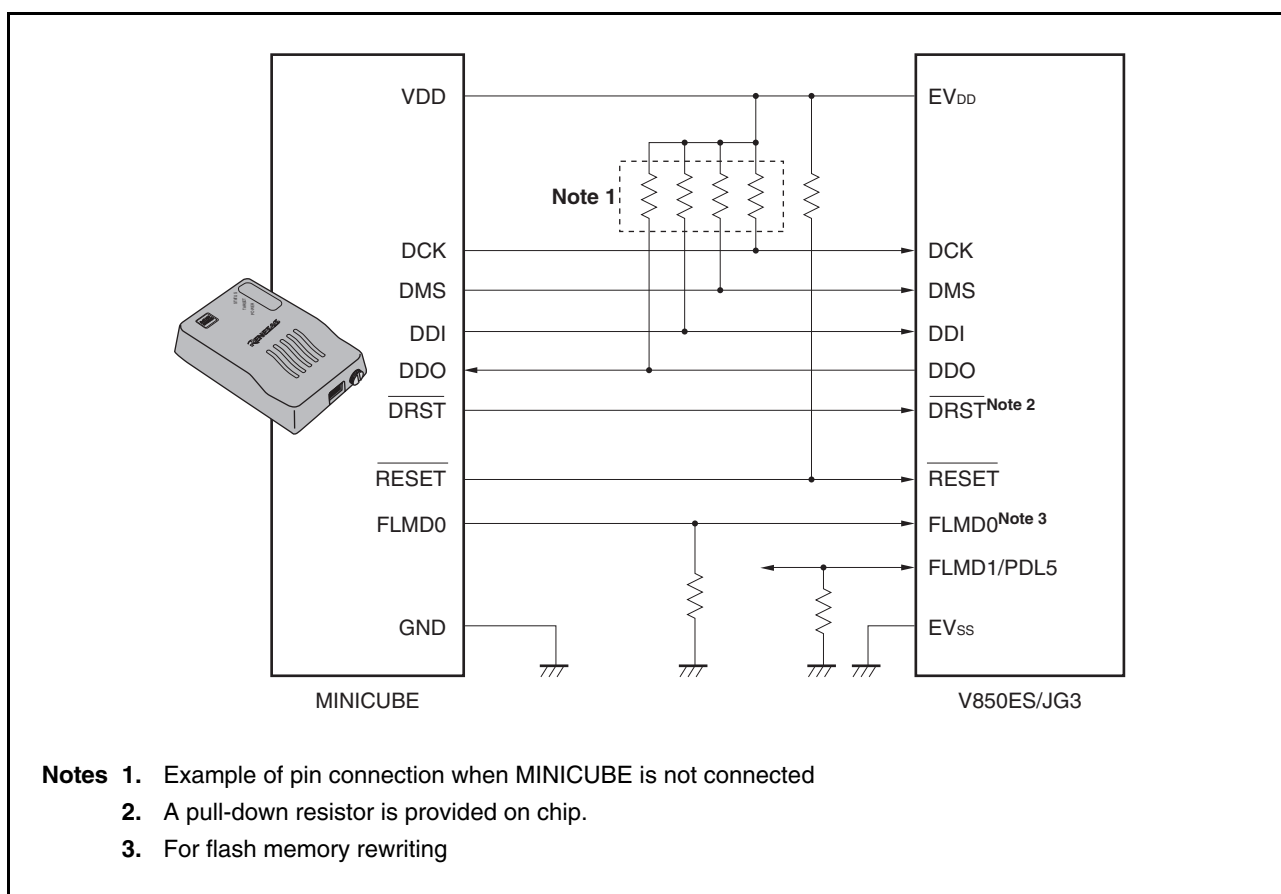 VDD
EVDD
Note 1
DCK
DCK
DMS
DMS
DDI
DDI
DDO
DDO
DRST
DRSTNote 2
RESET
RESET
FLMD0
FLMD0Note 3
FLMD1/PDL5
GND
EVSS
MINICUBE
V850ES/JG3
RENESAS
Notes 1. Example of pin connection when MINICUBE is not connected
2. A pull-down resistor is provided on chip.
3. For flash memory rewriting